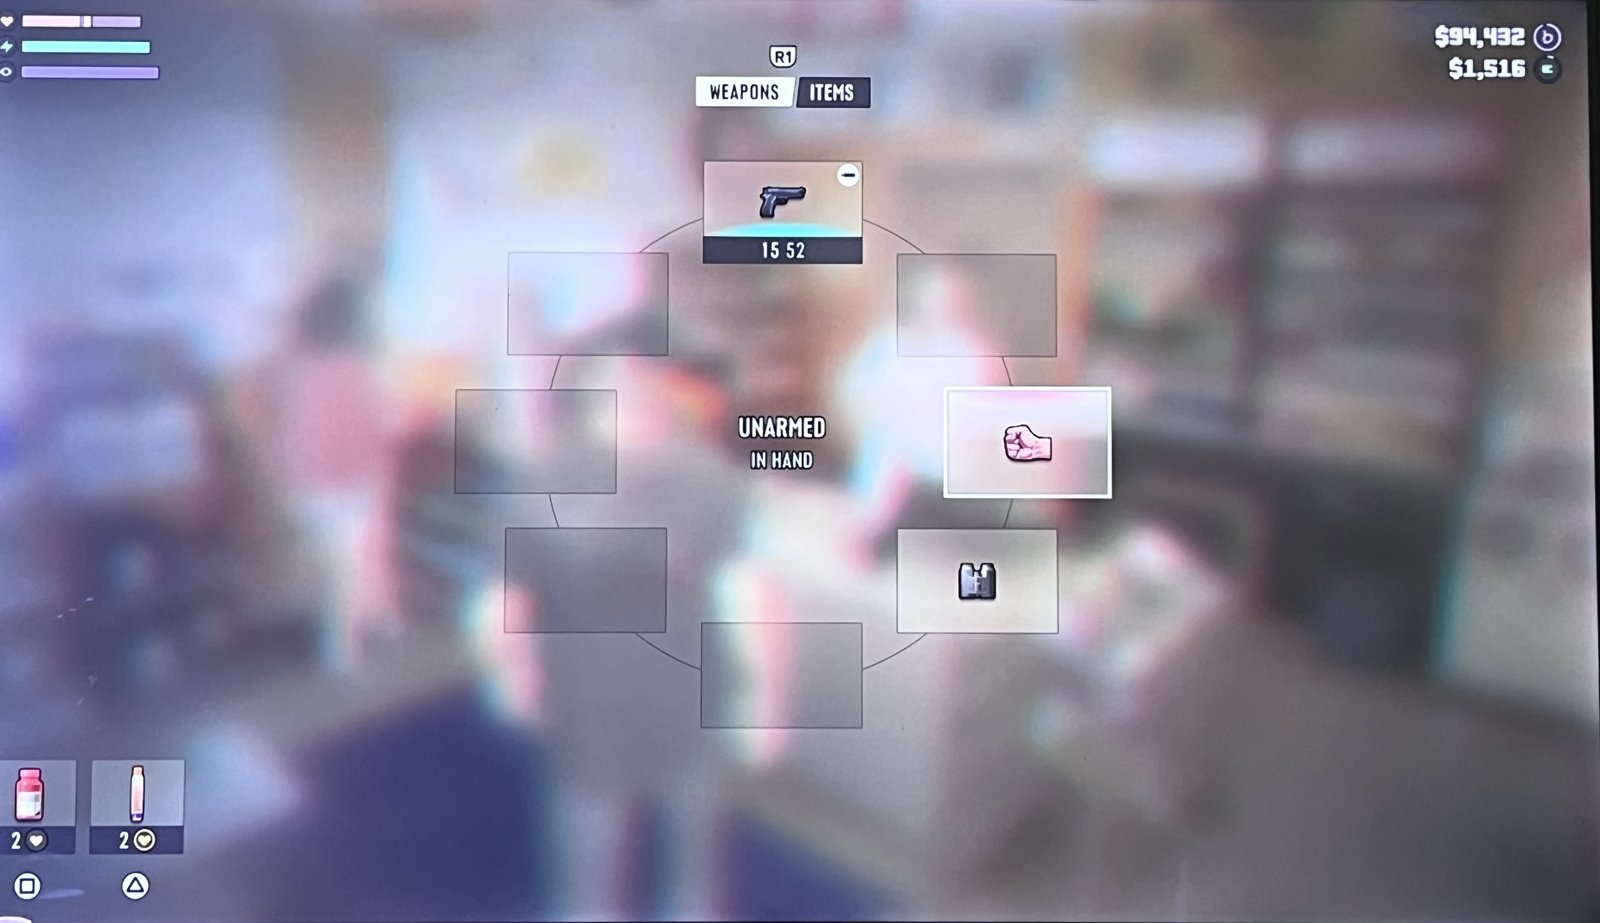 $94,432
$1,516
R1
WEAPONS ITEMS
15 52
UNARMED
IN HAND
2 2